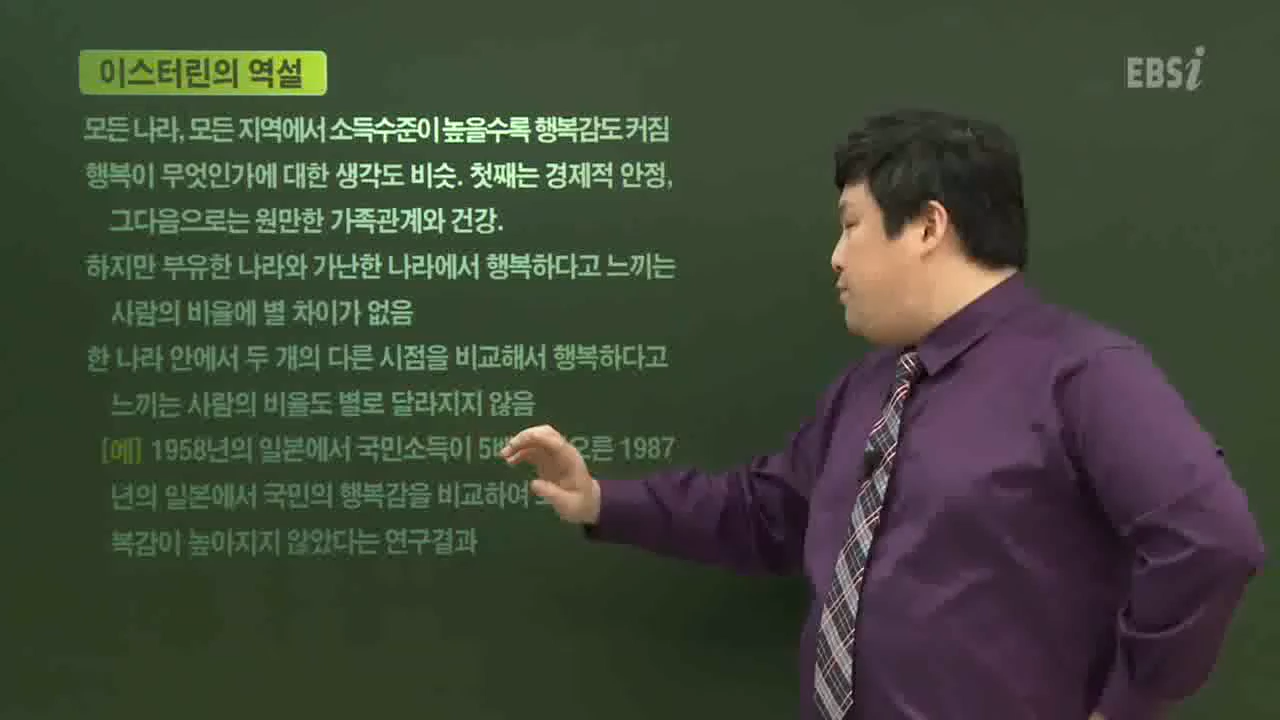 이스터린의 역설
EBSi
모든 나라, 모든 지역에서 소득수준이 높을수록 행복감도 커짐
행복이 무엇인가에 대한 생각도 비슷. 첫째는 경제적 안정,
그다음으로는 원만한 가족관계와 건강.
하지만 부유한 나라와 가난한 나라에서 행복하다고 느끼는
사람의 비율에 별 차이가 없음
한 나라 안에서 두 개의 다른 시점을 비교해서 행복하다고
느끼는 사람의 비율도 별로 달라지지 않음
[예] 1958년의 일본에서 국민소득이 오른 1987
년의 일본에서 국민의 행복감을 비교하여
복감이 높아지지 않았다는 연구결과